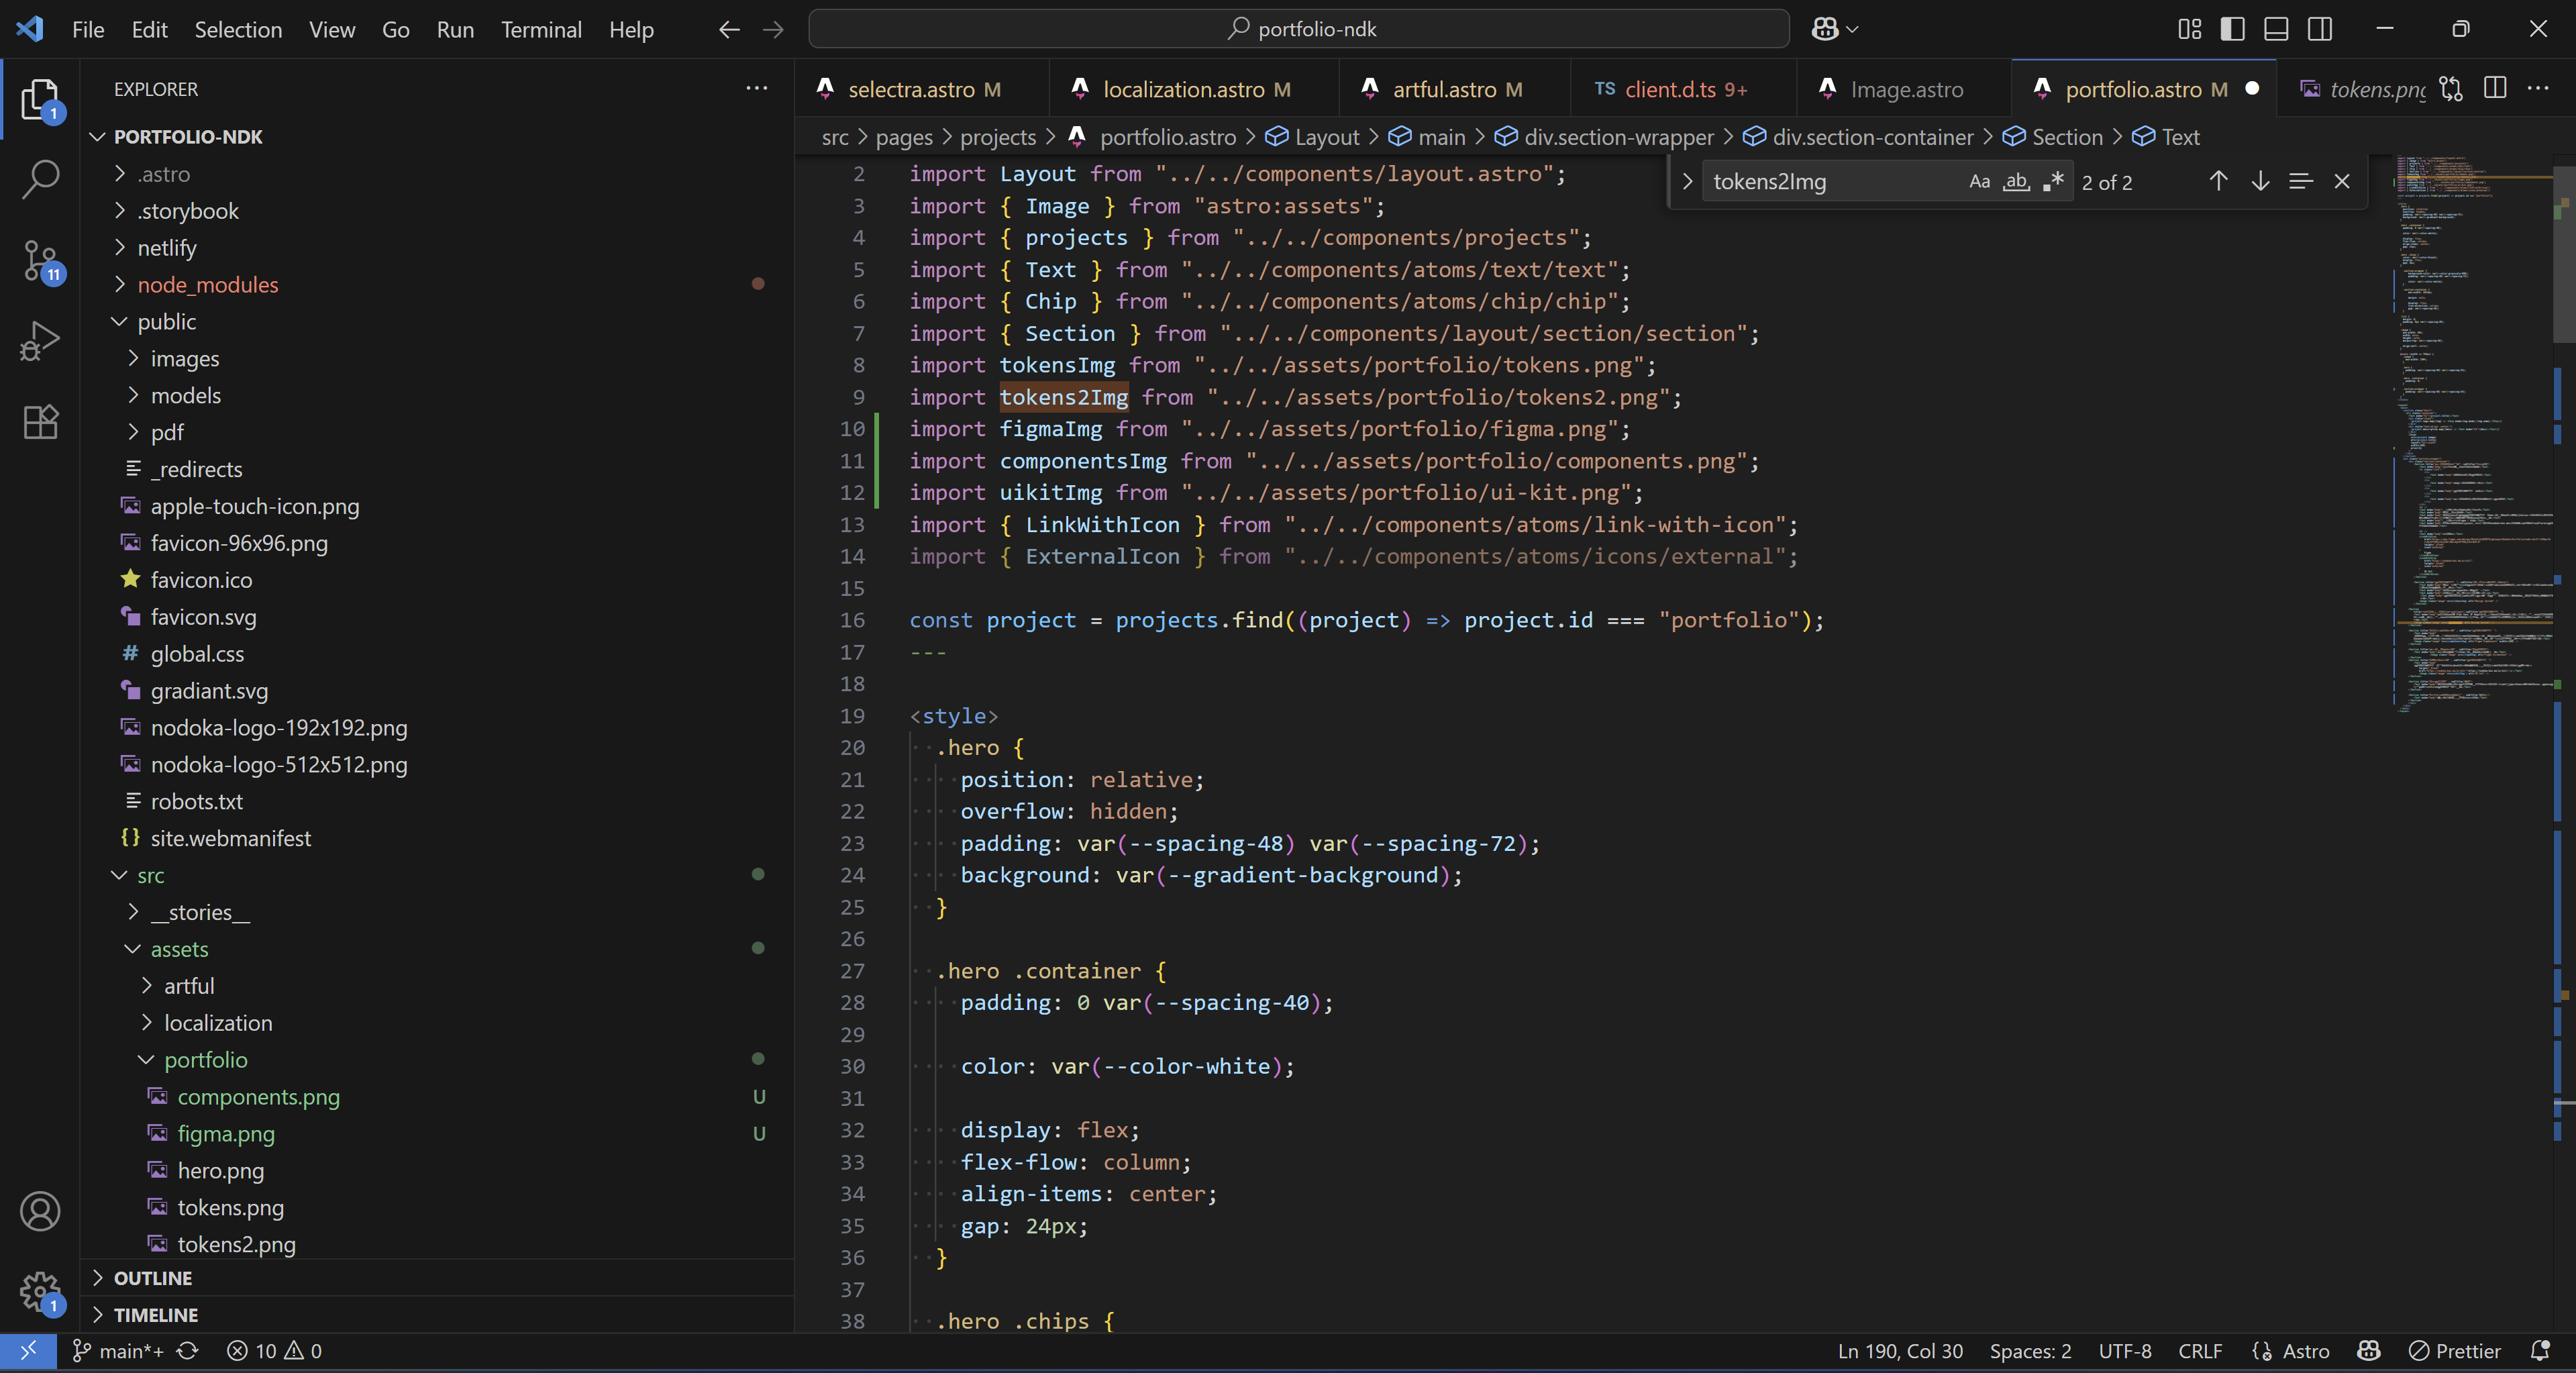 File Edit Selection View Go Run Terminal Help
portfolio-ndk
EXPLORER
PORTFOLIO-NDK
.astro
.storybook
netlify
node_modules
public
images
models
pdf
_redirects
apple-touch-icon.png
favicon-96x96.png
favicon.ico
favicon.svg
global.css
gradiant.svg
nodoka-logo-192x192.png
nodoka-logo-512x512.png
robots.txt
{} site.webmanifest
src
__stories__
assets
artful
localization
portfolio
components.png U
figma.png U
hero.png
tokens.png
tokens2.png
OUTLINE
TIMELINE
1
11
1
selectra.astro M localization.astro M artful.astro M TS client.d.ts 9+ Image.astro portfolio.astro M tokens.png
src > pages > projects > portfolio.astro > Layout > main > div.section-wrapper > div.section-container > Section > Text
tokens2Img Aa ab 2 of 2
2 import Layout from "../../components/layout.astro";
3 import { Image } from "astro:assets";
4 import { projects } from "../../components/projects";
5 import { Text } from "../../components/atoms/text/text";
6 import { Chip } from "../../components/atoms/chip/chip";
7 import { Section } from "../../components/layout/section/section";
8 import tokensImg from "../../assets/portfolio/tokens.png";
9 import tokens2Img from "../../assets/portfolio/tokens2.png";
10 import figmaImg from "../../assets/portfolio/figma.png";
11 import componentsImg from "../../assets/portfolio/components.png";
12 import uikitImg from "../../assets/portfolio/ui-kit.png";
13 import { LinkWithIcon } from "../../components/atoms/link-with-icon";
14 import { ExternalIcon } from "../../components/atoms/icons/external";
15
16 const project = projects.find((project) => project.id === "portfolio");
17 ---
18
19 <style>
20 .hero {
21 position: relative;
22 overflow: hidden;
23 padding: var(--spacing-48) var(--spacing-72);
24 background: var(--gradient-background);
25 }
26
27 .hero .container {
28 padding: 0 var(--spacing-40);
29
30 color: var(--color-white);
31
32 display: flex;
33 flex-flow: column;
34 align-items: center;
35 gap: 24px;
36 }
37
38 .hero .chips {
main*+ 10 0 Ln 190, Col 30 Spaces: 2 UTF-8 CRLF Astro Prettier